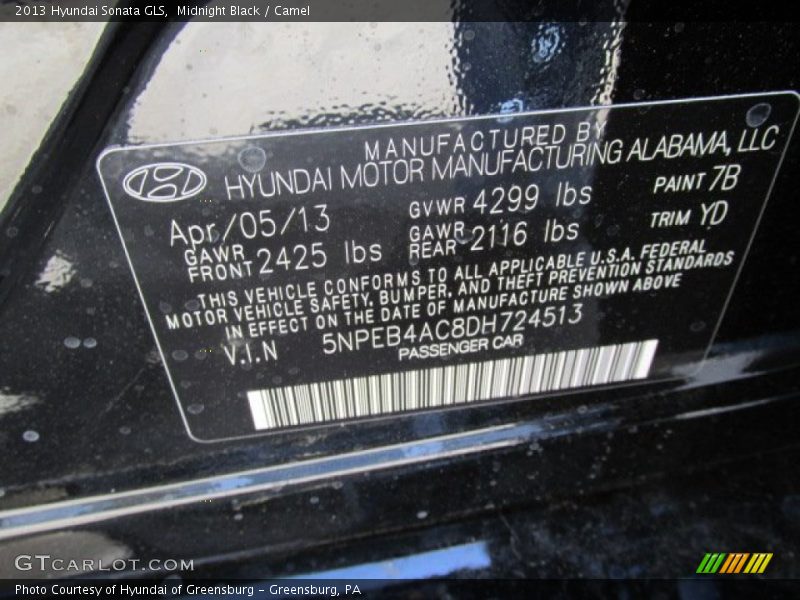 2013 Hyundai Sonata GLS, Midnight Black / Camel
MANUFACTURED BY
HYUNDAI MOTOR MANUFACTURING ALABAMA, LLC
Apr/05/13 GVWR 4299 lbs PAINT 7B
GAWR FRONT 2425 lbs GAWR REAR 2116 lbs TRIM YD
THIS VEHICLE CONFORMS TO ALL APPLICABLE U.S.A. FEDERAL
MOTOR VEHICLE SAFETY, BUMPER, AND THEFT PREVENTION STANDARDS
IN EFFECT ON THE DATE OF MANUFACTURE SHOWN ABOVE
V.I.N 5NPEB4AC8DH724513
PASSENGER CAR
GTCARLOT.COM
Photo Courtesy of Hyundai of Greensburg - Greensburg, PA